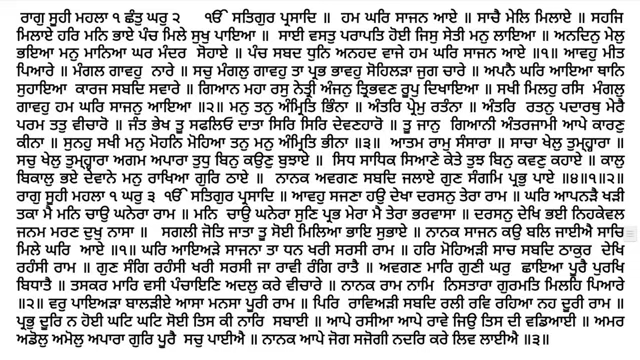 ਰਾਗੁ ਸੂਹੀ ਮਹਲਾ ੧ ਛੰਤੁ ਘਰੁ ੨ ੴ ਸਤਿਗੁਰ ਪ੍ਰਸਾਦਿ ॥ ਹਮ ਘਰਿ ਸਾਜਨ ਆਏ ॥ ਸਾਚੈ ਮੇਲਿ ਮਿਲਾਏ ॥ ਸਹਜਿ
ਮਿਲਾਏ ਹਰਿ ਮਨਿ ਭਾਏ ਪੰਚ ਮਿਲੇ ਸੁਖੁ ਪਾਇਆ ॥ ਸਾਈ ਵਸਤੁ ਪਰਾਪਤਿ ਹੋਈ ਜਿਸੁ ਸੇਤੀ ਮਨੁ ਲਾਇਆ ॥ ਅਨਦਿਨੁ ਮੇਲੁ
ਭਇਆ ਮਨੁ ਮਾਨਿਆ ਘਰ ਮੰਦਰ ਸੋਹਾਏ ॥ ਪੰਚ ਸਬਦ ਧੁਨਿ ਅਨਹਦ ਵਾਜੇ ਹਮ ਘਰਿ ਸਾਜਨ ਆਏ ॥੧॥ ਆਵਹੁ ਮੀਤ
ਪਿਆਰੇ ॥ ਮੰਗਲ ਗਾਵਹੁ ਨਾਰੇ ॥ ਸਚੁ ਮੰਗਲੁ ਗਾਵਹੁ ਤਾ ਪ੍ਰਭ ਭਾਵਹੁ ਸੋਹਿਲੜਾ ਜੁਗ ਚਾਰੇ ॥ ਅਪਨੈ ਘਰਿ ਆਇਆ ਥਾਨਿ
ਸੁਹਾਇਆ ਕਾਰਜ ਸਬਦਿ ਸਵਾਰੇ ॥ ਗਿਆਨ ਮਹਾ ਰਸੁ ਨੇਤ੍ਰੀ ਅੰਜਨੁ ਤ੍ਰਿਭਵਣ ਰੂਪੁ ਦਿਖਾਇਆ ॥ ਸਖੀ ਮਿਲਹੁ ਰਸਿ ਮੰਗਲੁ
ਗਾਵਹੁ ਹਮ ਘਰਿ ਸਾਜਨੁ ਆਇਆ ॥੨॥ ਮਨੁ ਤਨੁ ਅੰਮ੍ਰਿਤਿ ਭਿੰਨਾ ॥ ਅੰਤਰਿ ਪ੍ਰੇਮੁ ਰਤੰਨਾ ॥ ਅੰਤਰਿ ਰਤਨੁ ਪਦਾਰਥੁ ਮੇਰੈ
ਪਰਮ ਤਤੁ ਵੀਚਾਰੋ ॥ ਜੰਤ ਭੇਖ ਤੂ ਸਫਲਿਓ ਦਾਤਾ ਸਿਰਿ ਸਿਰਿ ਦੇਵਣਹਾਰੋ ॥ ਤੂ ਜਾਨੁ ਗਿਆਨੀ ਅੰਤਰਜਾਮੀ ਆਪੇ ਕਾਰਣੁ
ਕੀਨਾ ॥ ਸੁਨਹੁ ਸਖੀ ਮਨੁ ਮੋਹਨਿ ਮੋਹਿਆ ਤਨੁ ਮਨੁ ਅੰਮ੍ਰਿਤਿ ਭੀਨਾ ॥੩॥ ਆਤਮ ਰਾਮੁ ਸੰਸਾਰਾ ॥ ਸਾਚਾ ਖੇਲੁ ਤੁਮ੍ਹਾਰਾ ॥
ਸਚੁ ਖੇਲੁ ਤੁਮ੍ਹਾਰਾ ਅਗਮ ਅਪਾਰਾ ਤੁਧੁ ਬਿਨੁ ਕਉਣੁ ਬੁਝਾਏ ॥ ਸਿਧ ਸਾਧਿਕ ਸਿਆਣੇ ਕੇਤੇ ਤੁਝ ਬਿਨੁ ਕਵਣੁ ਕਹਾਏ ॥ ਕਾਲੁ
ਬਿਕਾਲੁ ਭਏ ਦੇਵਾਨੇ ਮਨੁ ਰਾਖਿਆ ਗੁਰਿ ਠਾਏ ॥ ਨਾਨਕ ਅਵਗਣ ਸਬਦਿ ਜਲਾਏ ਗੁਣ ਸੰਗਮਿ ਪ੍ਰਭੁ ਪਾਏ ॥੪॥੧॥੨॥
ਰਾਗੁ ਸੂਹੀ ਮਹਲਾ ੧ ਘਰੁ ੩ ੴ ਸਤਿਗੁਰ ਪ੍ਰਸਾਦਿ ॥ ਆਵਹੁ ਸਜਣਾ ਹਉ ਦੇਖਾ ਦਰਸਨੁ ਤੇਰਾ ਰਾਮ ॥ ਘਰਿ ਆਪਨੜੈ ਖੜੀ
ਤਕਾ ਮੈ ਮਨਿ ਚਾਉ ਘਨੇਰਾ ਰਾਮ ॥ ਮਨਿ ਚਾਉ ਘਨੇਰਾ ਸੁਣਿ ਪ੍ਰਭ ਮੇਰਾ ਮੈ ਤੇਰਾ ਭਰਵਾਸਾ ॥ ਦਰਸਨੁ ਦੇਖਿ ਭਈ ਨਿਹਕੇਵਲ
ਜਨਮ ਮਰਣ ਦੁਖੁ ਨਾਸਾ ॥ ਸਗਲੀ ਜੋਤਿ ਜਾਤਾ ਤੂ ਸੋਈ ਮਿਲਿਆ ਭਾਇ ਸੁਭਾਏ ॥ ਨਾਨਕ ਸਾਜਨ ਕਉ ਬਲਿ ਜਾਈਐ ਸਾਚਿ
ਮਿਲੇ ਘਰਿ ਆਏ ॥੧॥ ਘਰਿ ਆਇਅੜੇ ਸਾਜਨਾ ਤਾ ਧਨ ਖਰੀ ਸਰਸੀ ਰਾਮ ॥ ਹਰਿ ਮੋਹਿਅੜੀ ਸਾਚ ਸਬਦਿ ਠਾਕੁਰ ਦੇਖਿ
ਰਹੰਸੀ ਰਾਮ ॥ ਗੁਣ ਸੰਗਿ ਰਹੰਸੀ ਖਰੀ ਸਰਸੀ ਜਾ ਰਾਵੀ ਰੰਗਿ ਰਾਤੈ ॥ ਅਵਗਣ ਮਾਰਿ ਗੁਣੀ ਘਰੁ ਛਾਇਆ ਪੂਰੈ ਪੁਰਖਿ
ਬਿਧਾਤੈ ॥ ਤਸਕਰ ਮਾਰਿ ਵਸੀ ਪੰਚਾਇਣਿ ਅਦਲੁ ਕਰੇ ਵੀਚਾਰੇ ॥ ਨਾਨਕ ਰਾਮ ਨਾਮਿ ਨਿਸਤਾਰਾ ਗੁਰਮਤਿ ਮਿਲਹਿ ਪਿਆਰੇ
॥੨॥ ਵਰੁ ਪਾਇਅੜਾ ਬਾਲੜੀਏ ਆਸਾ ਮਨਸਾ ਪੂਰੀ ਰਾਮ ॥ ਪਿਰਿ ਰਾਵਿਅੜੀ ਸਬਦਿ ਰਲੀ ਰਵਿ ਰਹਿਆ ਨਹ ਦੂਰੀ ਰਾਮ ॥
ਪ੍ਰਭੁ ਦੂਰਿ ਨ ਹੋਈ ਘਟਿ ਘਟਿ ਸੋਈ ਤਿਸ ਕੀ ਨਾਰਿ ਸਬਾਈ ॥ ਆਪੇ ਰਸੀਆ ਆਪੇ ਰਾਵੇ ਜਿਉ ਤਿਸ ਦੀ ਵਡਿਆਈ ॥ ਅਮਰ
ਅਡੋਲੁ ਅਮੋਲੁ ਅਪਾਰਾ ਗੁਰਿ ਪੂਰੈ ਸਚੁ ਪਾਈਐ ॥ ਨਾਨਕ ਆਪੇ ਜੋਗ ਸਜੋਗੀ ਨਦਰਿ ਕਰੇ ਲਿਵ ਲਾਈਐ ॥੩॥